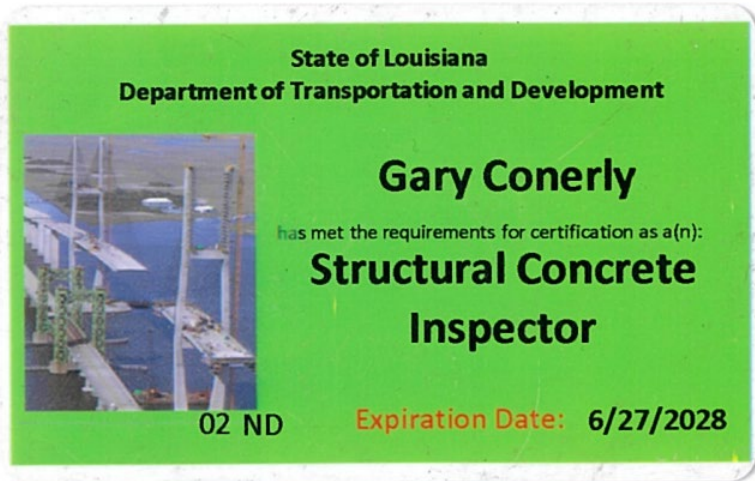 State of Louisiana
Department of Transportation and Development
Gary Conerly
has met the requirements for certification as a(n):
Structural Concrete
Inspector
02 ND
Expiration Date: 6/27/2028